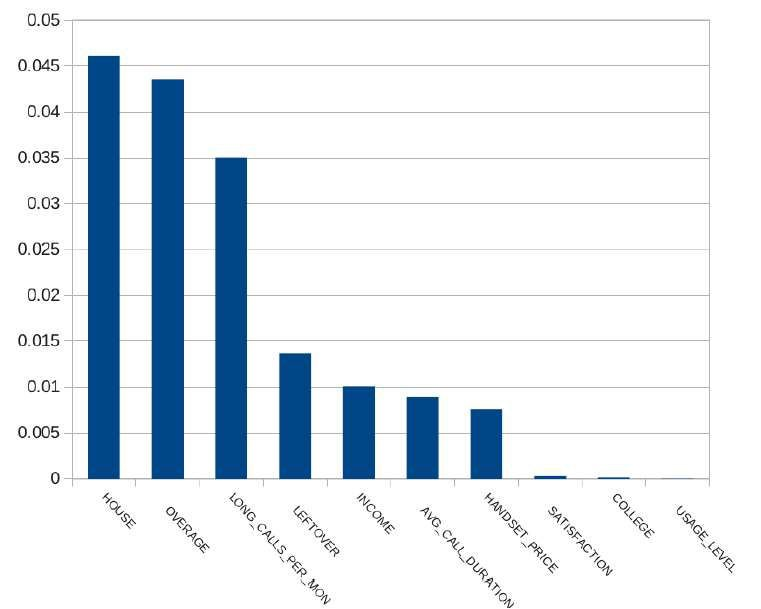 0.05
0.045
0.04
0.035
0.03
0.025
0.02
0.015
0.01
0.005
0
HOUSE
OVERAGE
LONG_CALLS_PER_MON
LEFTOVER
INCOME
AVG_CALL_DURATION
HANDSET_PRICE
SATISFACTION
COLLEGE
USAGE_LEVEL